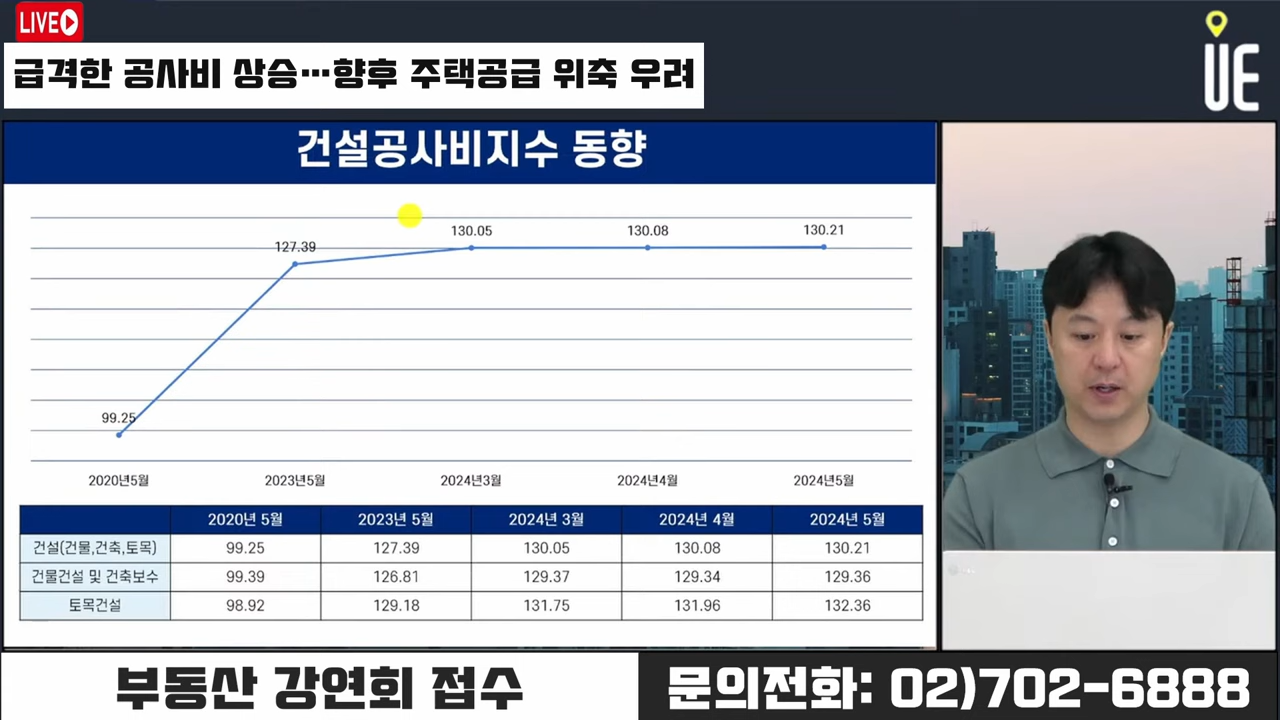 LIVE
급격한 공사비 상승…향후 주택공급 위축 우려
UE
건설공사비지수 동향
99.25 127.39 130.05 130.08 130.21
2020년5월 2023년5월 2024년3월 2024년4월 2024년5월
2020년 5월 2023년 5월 2024년 3월 2024년 4월 2024년 5월
건설(건물,건축,토목) 99.25 127.39 130.05 130.08 130.21
건물건설 및 건축보수 99.39 126.81 129.37 129.34 129.36
토목건설 98.92 129.18 131.75 131.96 132.36
부동산 강연회 접수
문의전화: 02)702-6888